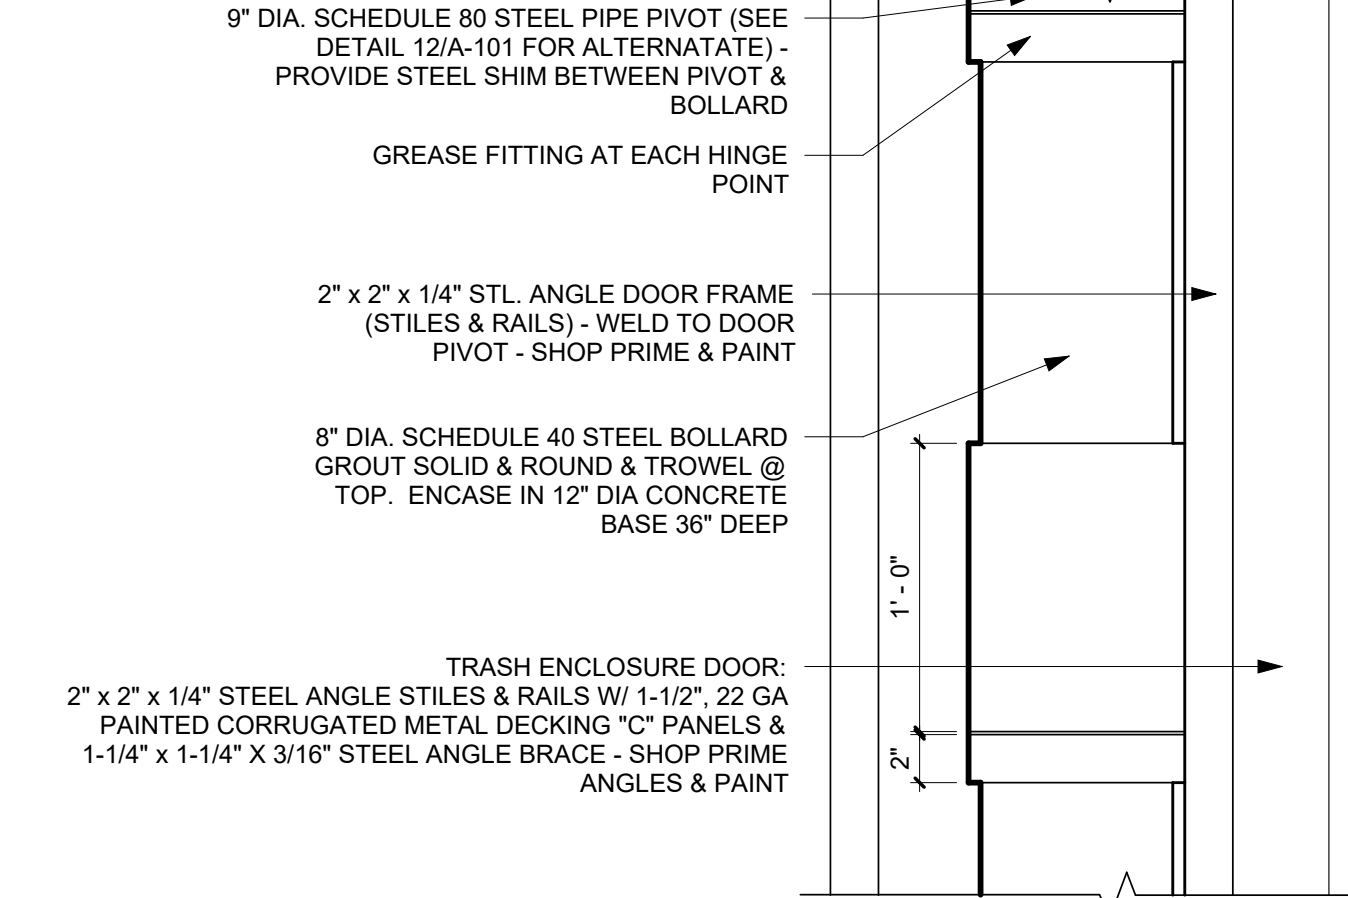 9" DIA. SCHEDULE 80 STEEL PIPE PIVOT (SEE
DETAIL 12/A-101 FOR ALTERNATATE) -
PROVIDE STEEL SHIM BETWEEN PIVOT &
BOLLARD
GREASE FITTING AT EACH HINGE
POINT
2" x 2" x 1/4" STL. ANGLE DOOR FRAME
(STILES & RAILS) - WELD TO DOOR
PIVOT - SHOP PRIME & PAINT
8" DIA. SCHEDULE 40 STEEL BOLLARD
GROUT SOLID & ROUND & TROWEL @
TOP.  ENCASE IN 12" DIA CONCRETE
BASE 36" DEEP
1' - 0"
TRASH ENCLOSURE DOOR:
2" x 2" x 1/4" STEEL ANGLE STILES & RAILS W/ 1-1/2", 22 GA
PAINTED CORRUGATED METAL DECKING "C" PANELS &
1-1/4" x 1-1/4" X 3/16" STEEL ANGLE BRACE - SHOP PRIME
ANGLES & PAINT
2"